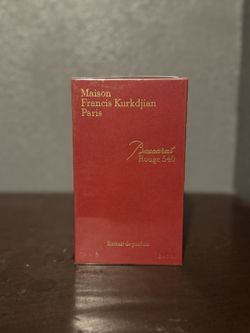 Maison
Francis Kurkdjian
Paris
Baccarat
Rouge 540
Extrait de parfum